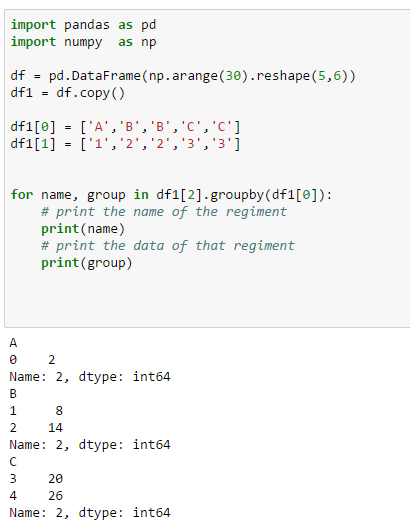 import pandas as pd
import numpy  as np
df = pd.DataFrame(np.arange(30).reshape(5,6))
df1 = df.copy()
df1[0] = ['A','B','B','C','C']
df1[1] = ['1','2','2','3','3']
for name, group in df1[2].groupby(df1[0]):
    # print the name of the regiment
    print(name)
    # print the data of that regiment
    print(group)
A
0    2
Name: 2, dtype: int64
B
1     8
2    14
Name: 2, dtype: int64
C
3    20
4    26
Name: 2, dtype: int64